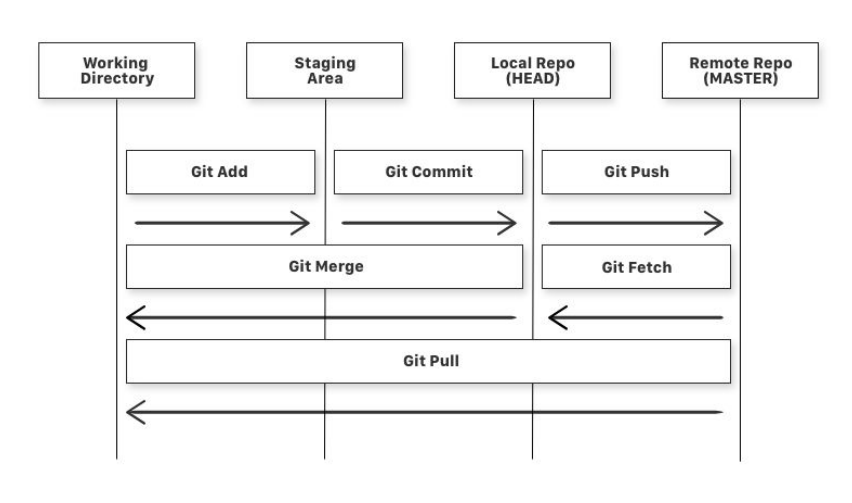 Working
Directory
Staging
Area
Local Repo
(HEAD)
Remote Repo
(MASTER)
Git Add
Git Commit
Git Push
Git Merge
Git Fetch
Git Pull